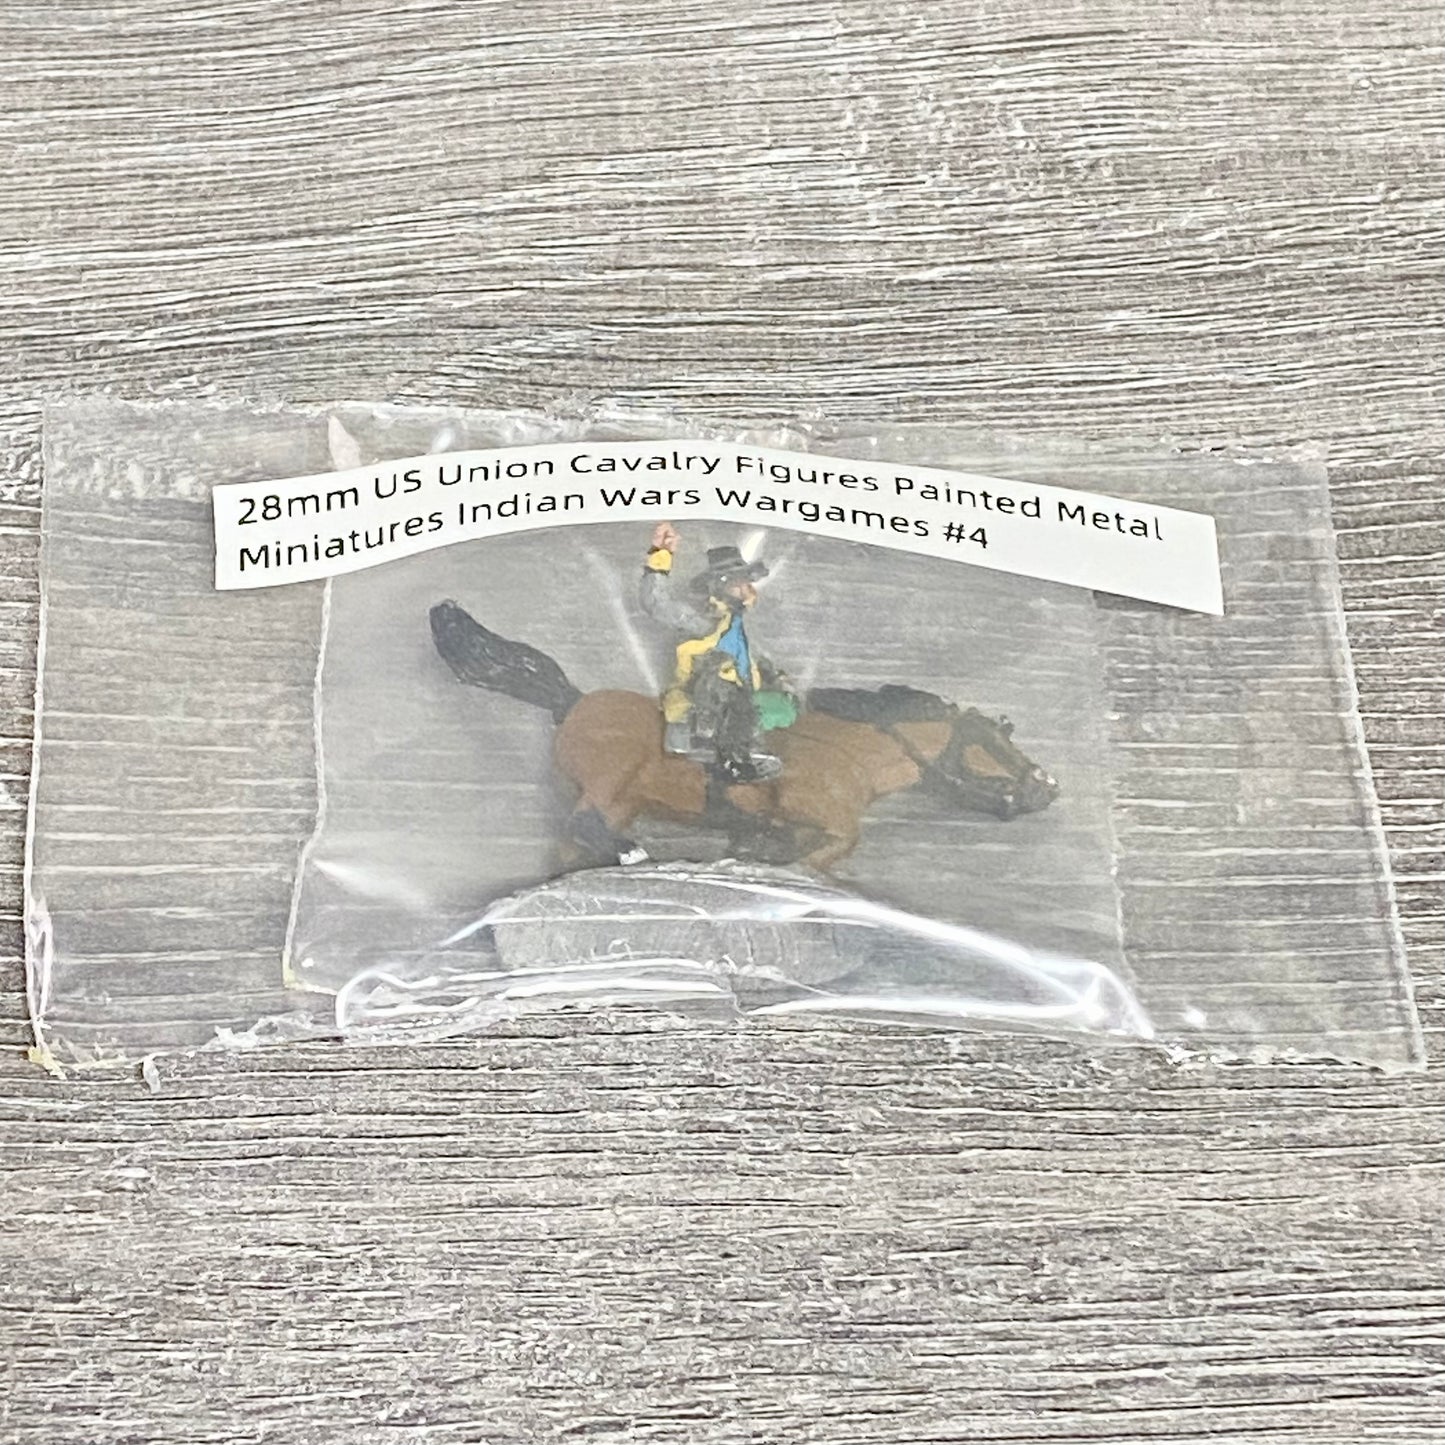 28mm US Union Cavalry Figures Painted Metal
Miniatures Indian Wars Wargames #4